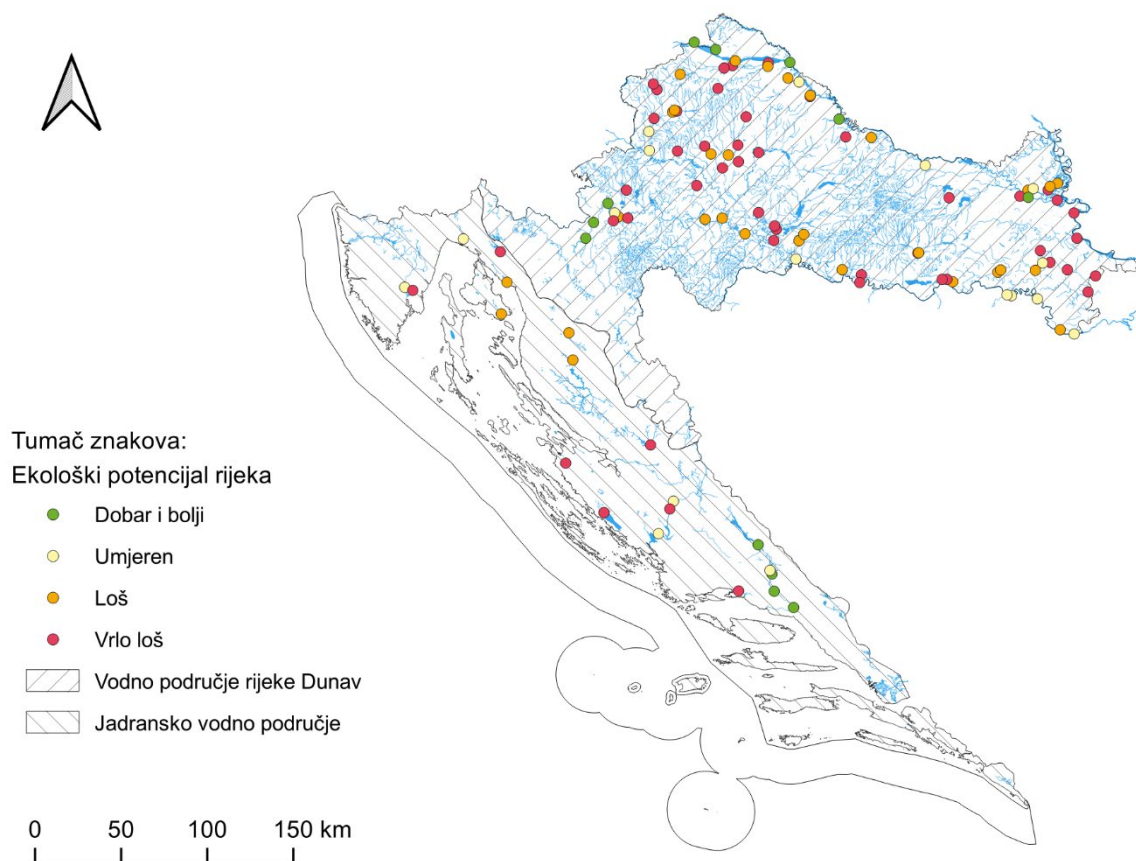 Tumač znakova:
Ekološki potencijal rijeka
Dobar i bolji
Umjeren
Loš
Vrlo loš
Vodno područje rijeke Dunav
Jadransko vodno područje
0 50 100 150 km